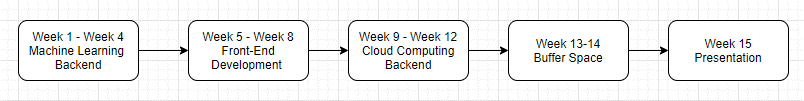 Week 1 - Week 4
Machine Learning
Backend
Week 5 - Week 8
Front-End
Development
Week 9 - Week 12
Cloud Computing
Backend
Week 13-14
Buffer Space
Week 15
Presentation